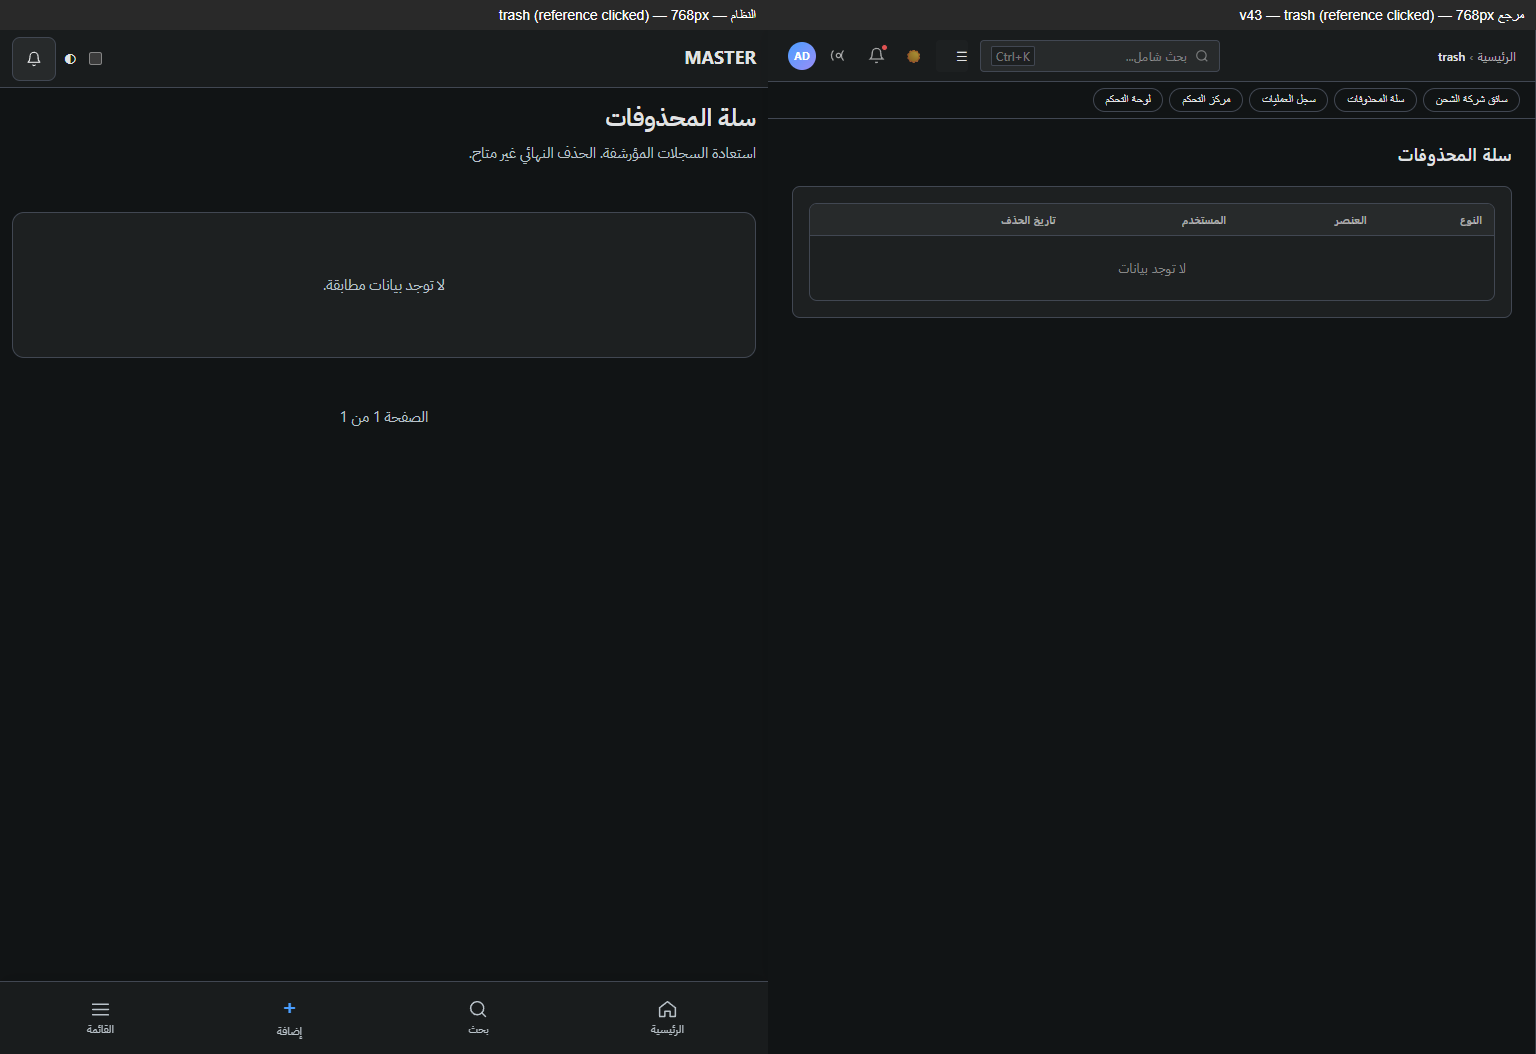 مرجع v43 — trash (reference clicked) — 768px
الرئيسية › trash
بحث شامل...
Ctrl+K
☰
AD
سائق شركة الشحن
سلة المحذوفات
سجل العمليات
مركز التحكم
لوحة التحكم
سلة المحذوفات
النوع
العنصر
المستخدم
تاريخ الحذف
لا توجد بيانات
النظام — trash (reference clicked) — 768px
MASTER
سلة المحذوفات
استعادة السجلات المؤرشفة. الحذف النهائي غير متاح.
لا توجد بيانات مطابقة.
الصفحة 1 من 1
الرئيسية
بحث
إضافة
القائمة